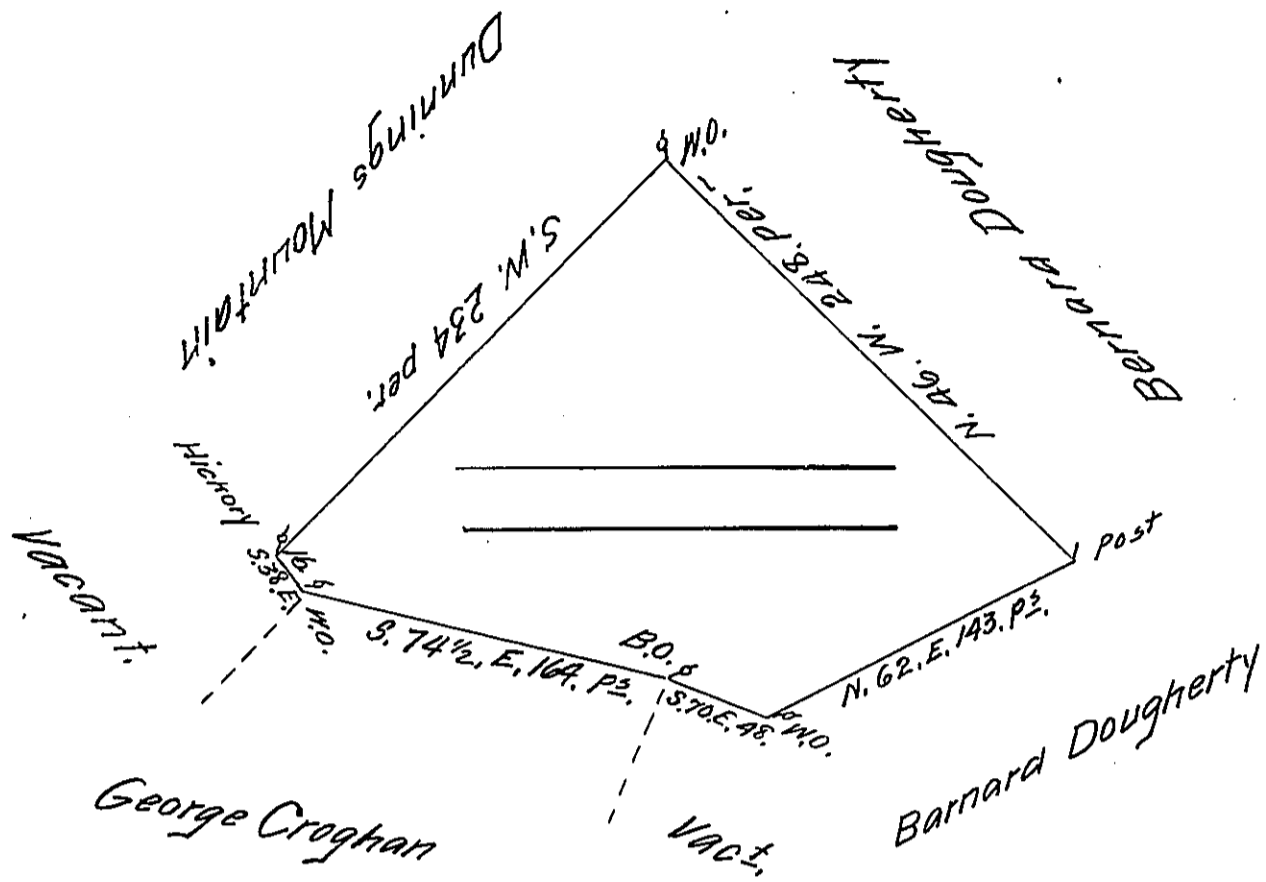 Dunnings Mountain
Bernard Dougherty
W.O.
S.W. 234 per.
N. 46. W. 248. per.
Hickory
Vacant.
16.
S.38.E.
W.O.
S. 74½. E. 164. Ps.
B.O.
S.70.E. 48.
W.O.
N. 62. E. 143. Ps.
Post
George Croghan
Vact.
Barnard Dougherty